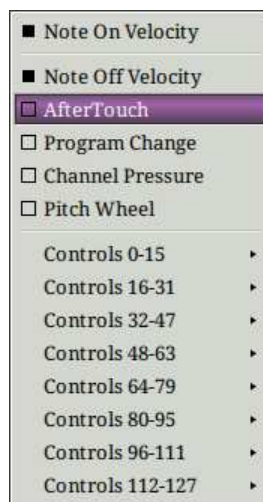 Note On Velocity
Note Off Velocity
AfterTouch
Program Change
Channel Pressure
Pitch Wheel
Controls 0-15
Controls 16-31
Controls 32-47
Controls 48-63
Controls 64-79
Controls 80-95
Controls 96-111
Controls 112-127